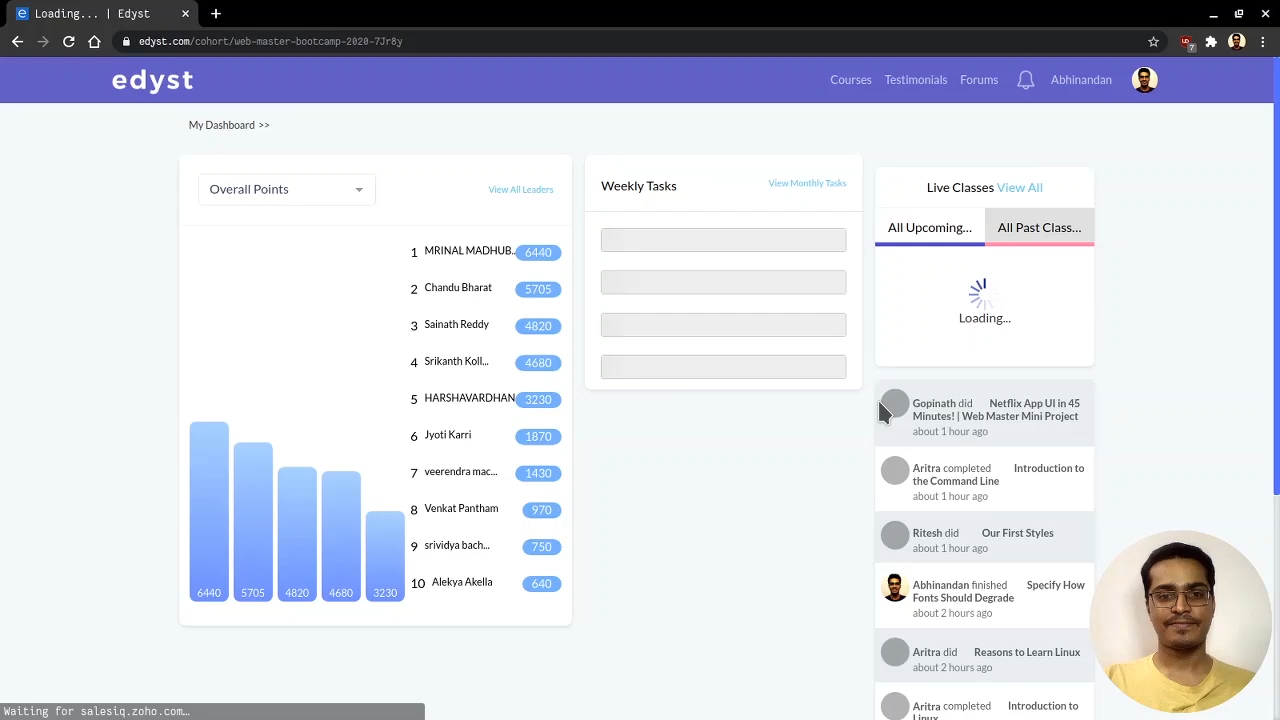 Loading... | Edyst
edyst.com/cohort/web-master-bootcamp-2020-7Jr8y
7
edyst
Courses
Testimonials
Forums
Abhinandan
My Dashboard >>
Overall Points
View All Leaders
1 MRINAL MADHUB... 6440
2 Chandu Bharat 5705
3 Sainath Reddy 4820
4 Srikanth Koll... 4680
5 HARSHAVARDHAN 3230
6 Jyoti Karri 1870
7 veerendra mac... 1430
8 Venkat Pantham 970
9 srividya bach... 750
10 Alekya Akella 640
6440 5705 4820 4680 3230
Weekly Tasks
View Monthly Tasks
Live Classes View All
All Upcoming...
All Past Class...
Loading...
Gopinath did Netflix App UI in 45
Minutes! | Web Master Mini Project
about 1 hour ago
Aritra completed Introduction to
the Command Line
about 1 hour ago
Ritesh did Our First Styles
about 1 hour ago
Abhinandan finished Specify How
Fonts Should Degrade
about 2 hours ago
Aritra did Reasons to Learn Linux
about 2 hours ago
Aritra completed Introduction to
Linux
Waiting for salesiq.zoho.com…